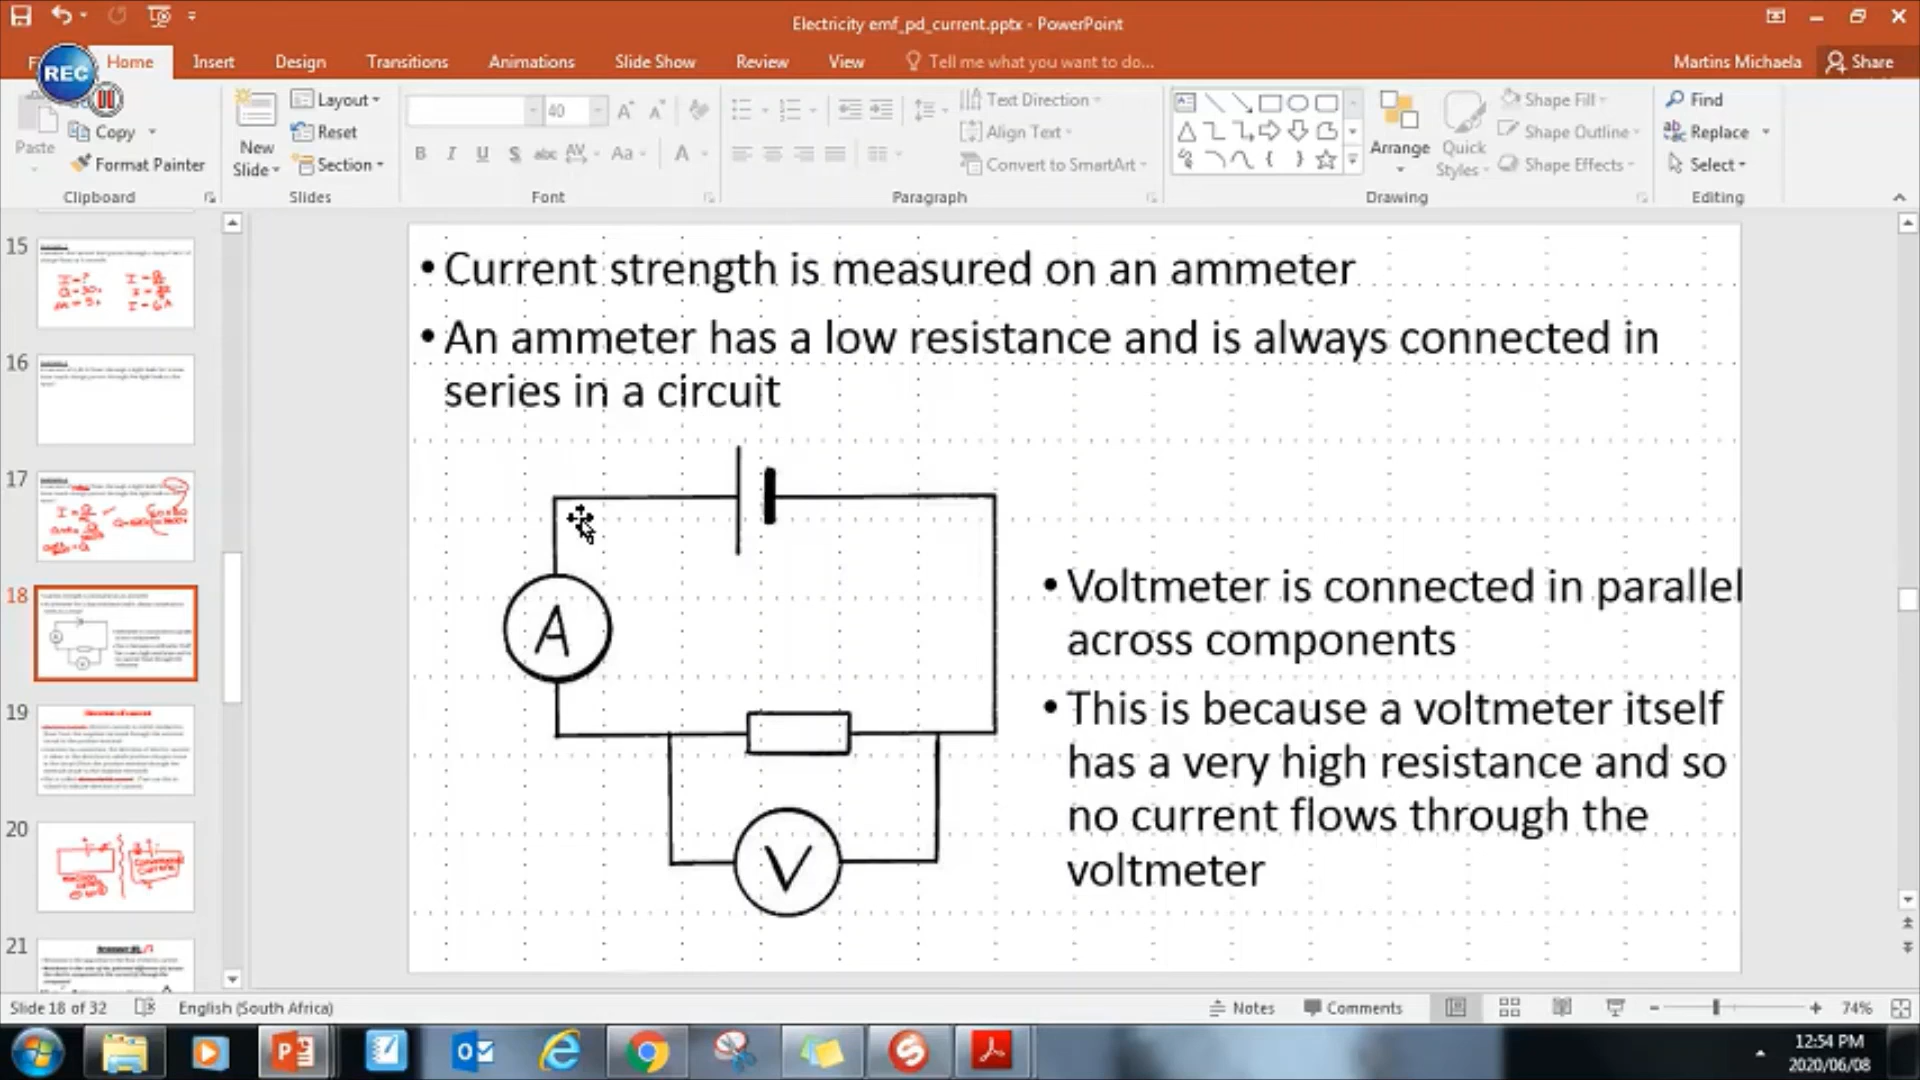 Electricity emf_pd_current.pptx - PowerPoint
REC
Home
Insert
Design
Transitions
Animations
Slide Show
Review
View
Tell me what you want to do...
Martins Michaela
Share
Paste
Copy
Format Painter
Clipboard
New
Slide
Layout
Reset
Section
Slides
40
B I U S abc AV Aa A
Font
Text Direction
Align Text
Convert to SmartArt
Paragraph
Arrange
Quick
Styles
Shape Fill
Shape Outline
Shape Effects
Drawing
Find
Replace
Select
Editing
15
16
17
18
19
20
21
• Current strength is measured on an ammeter
• An ammeter has a low resistance and is always connected in
series in a circuit
A
V
• Voltmeter is connected in parallel
across components
• This is because a voltmeter itself
has a very high resistance and so
no current flows through the
voltmeter
Slide 18 of 32
English (South Africa)
Notes
Comments
74%
12:54 PM
2020/06/08